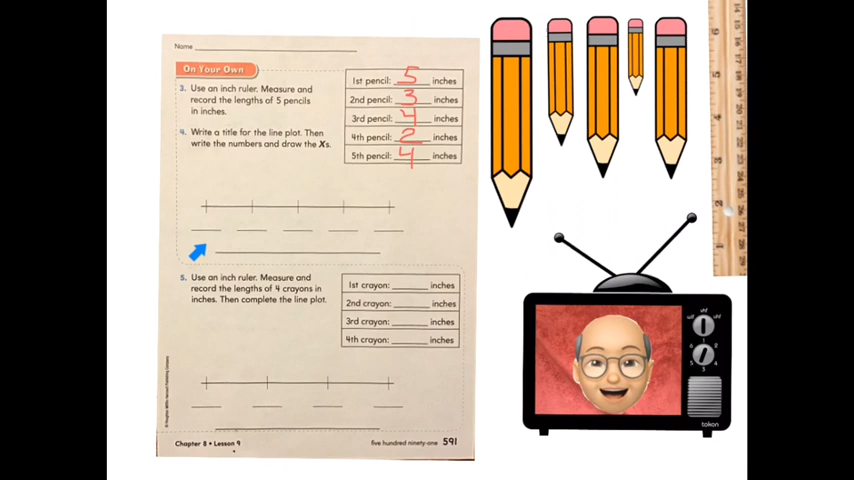 Name
On Your Own
3. Use an inch ruler. Measure and
record the lengths of 5 pencils
in inches.
4. Write a title for the line plot. Then
write the numbers and draw the Xs.
1st pencil: 5 inches
2nd pencil: 3 inches
3rd pencil: 4 inches
4th pencil: 2 inches
5th pencil: 4 inches
5. Use an inch ruler. Measure and
record the lengths of 4 crayons in
inches. Then complete the line plot.
1st crayon: inches
2nd crayon: inches
3rd crayon: inches
4th crayon: inches
Chapter 8 • Lesson 9
five hundred ninety-one 591
tokon